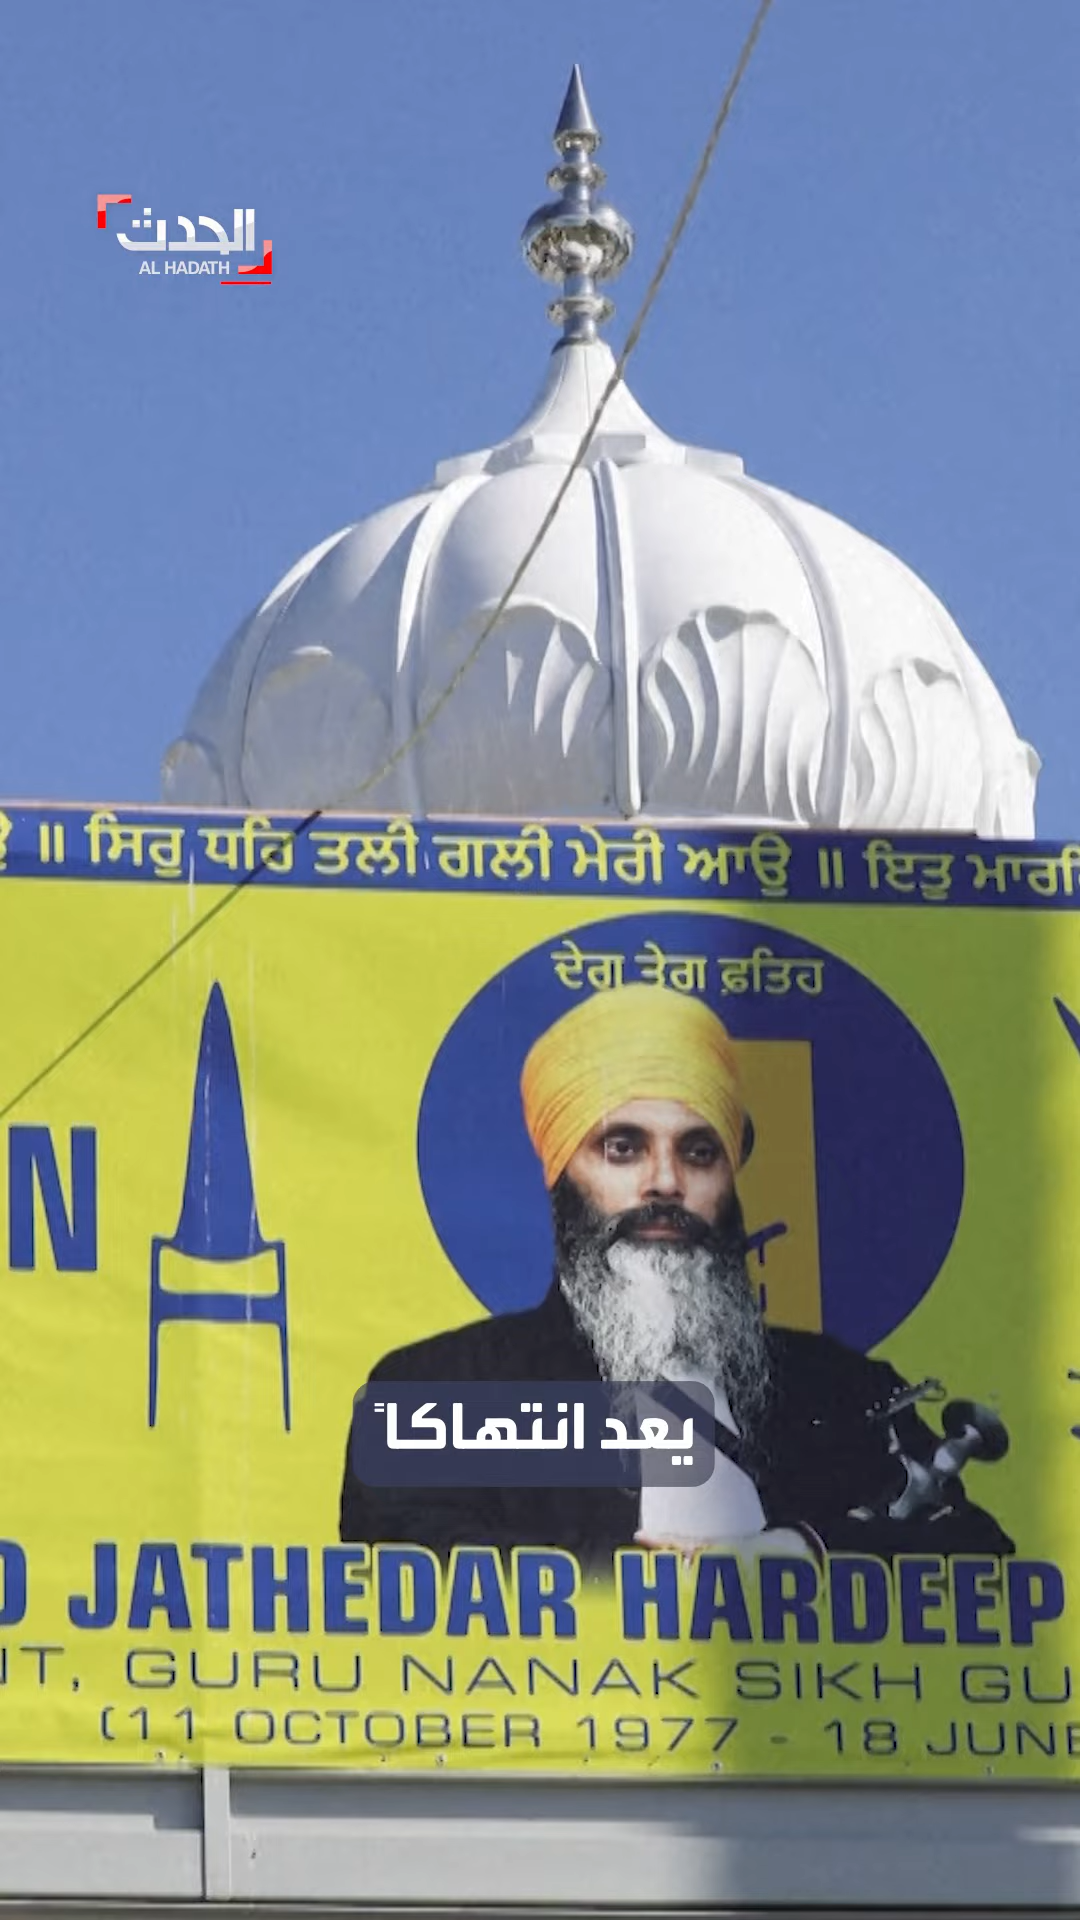 الحدث
AL HADATH
॥ ਸਿਰੁ ਧਰਿ ਤਲੀ ਗਲੀ ਮੇਰੀ ਆਉ ॥ ਇਤੁ ਮਾਰਗਿ
ਦੇਗ ਤੇਗ ਫ਼ਤਿਹ
N
يعد انتهاكاً
JATHEDAR HARDEEP
GURU NANAK SIKH GU
(11 OCTOBER 1977 - 18 JUNE